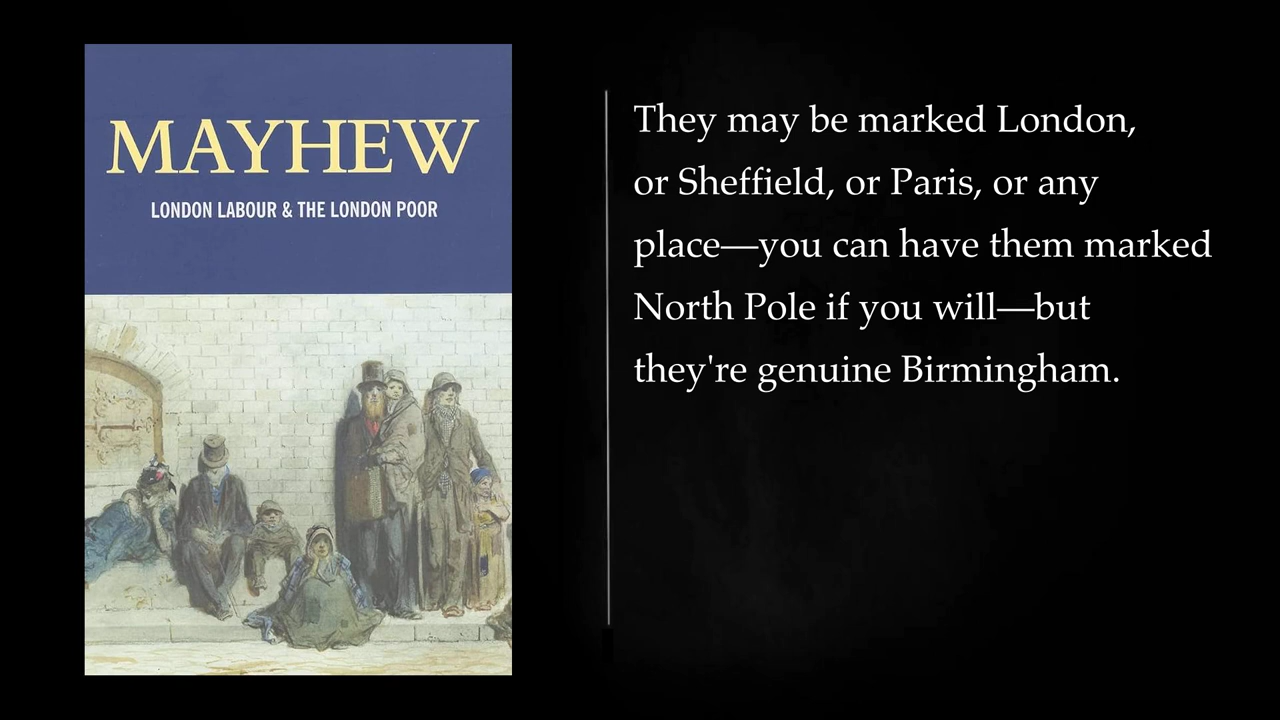 MAYHEW
LONDON LABOUR & THE LONDON POOR
They may be marked London,
or Sheffield, or Paris, or any
place—you can have them marked
North Pole if you will—but
they're genuine Birmingham.